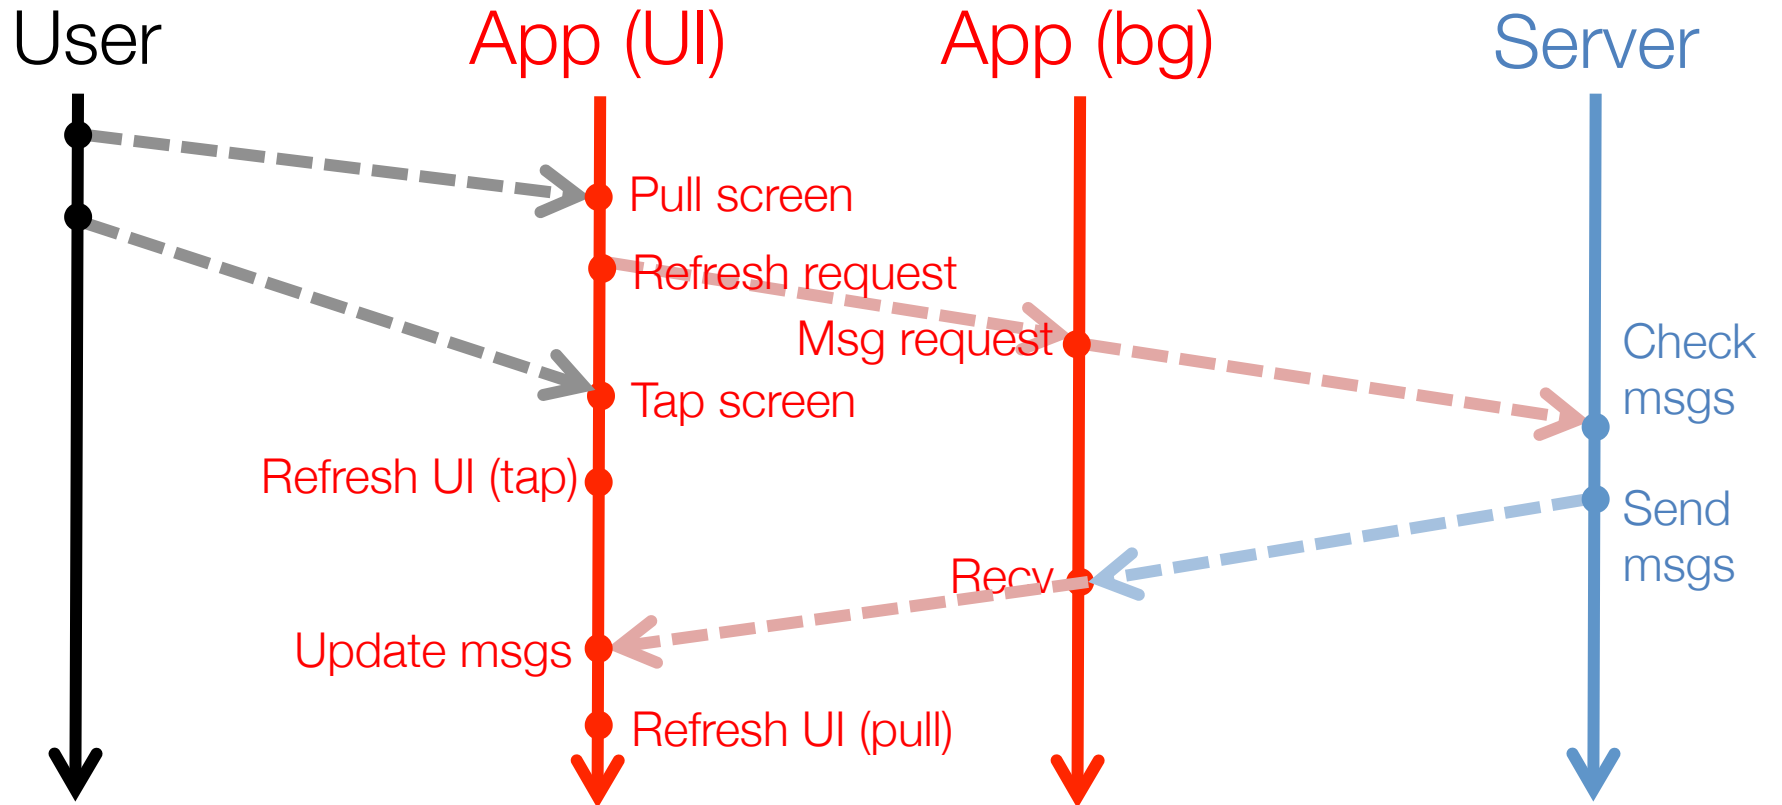 User
App (UI)
App (bg)
Server
Pull screen
Refresh request
Msg request
Check
msgs
Tap screen
Refresh UI (tap)
Send
msgs
Recv
Update msgs
Refresh UI (pull)